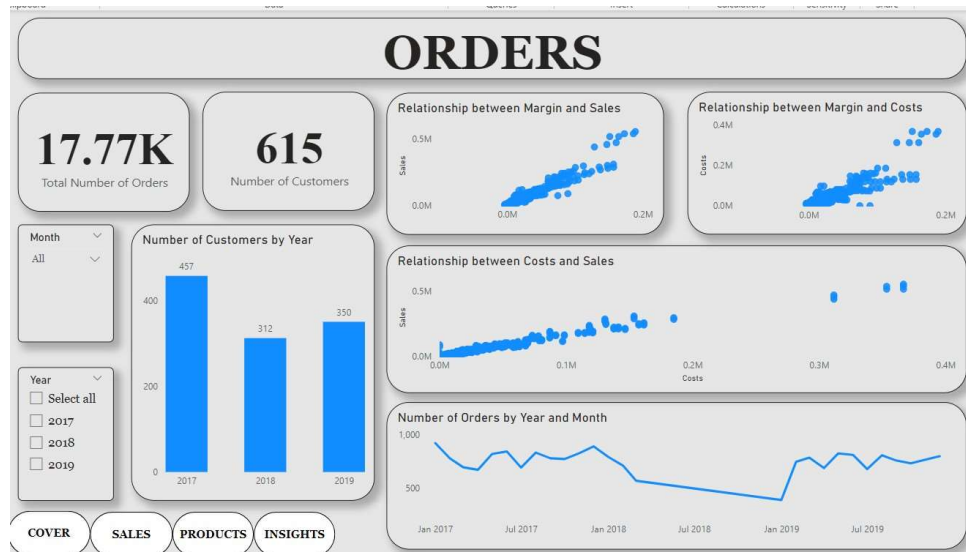 Queries
Insert
Calculations
Sensitivity
Share
ORDERS
17.77K
Total Number of Orders
615
Number of Customers
Relationship between Margin and Sales
0.5M
Sales
0.0M
0.0M
0.2M
Relationship between Margin and Costs
0.4M
0.2M
Costs
0.0M
0.0M
0.2M
Month
All
Number of Customers by Year
457
400
312
350
200
0
2017
2018
2019
Relationship between Costs and Sales
0.5M
Sales
0.0M
0.0M
0.1M
0.2M
0.3M
0.4M
Costs
Year
Select all
2017
2018
2019
Number of Orders by Year and Month
1,000
500
Jan 2017
Jul 2017
Jan 2018
Jul 2018
Jan 2019
Jul 2019
COVER
SALES
PRODUCTS
INSIGHTS